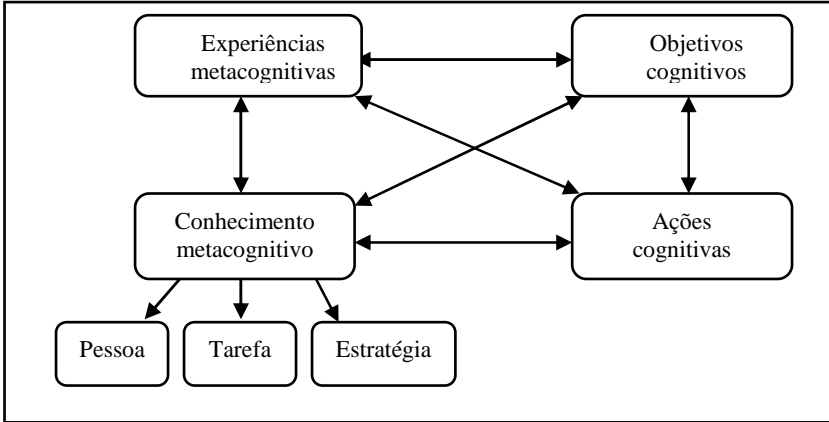 Experiências
metacognitivas
Objetivos
cognitivos
Conhecimento
metacognitivo
Ações
cognitivas
Pessoa
Tarefa
Estratégia